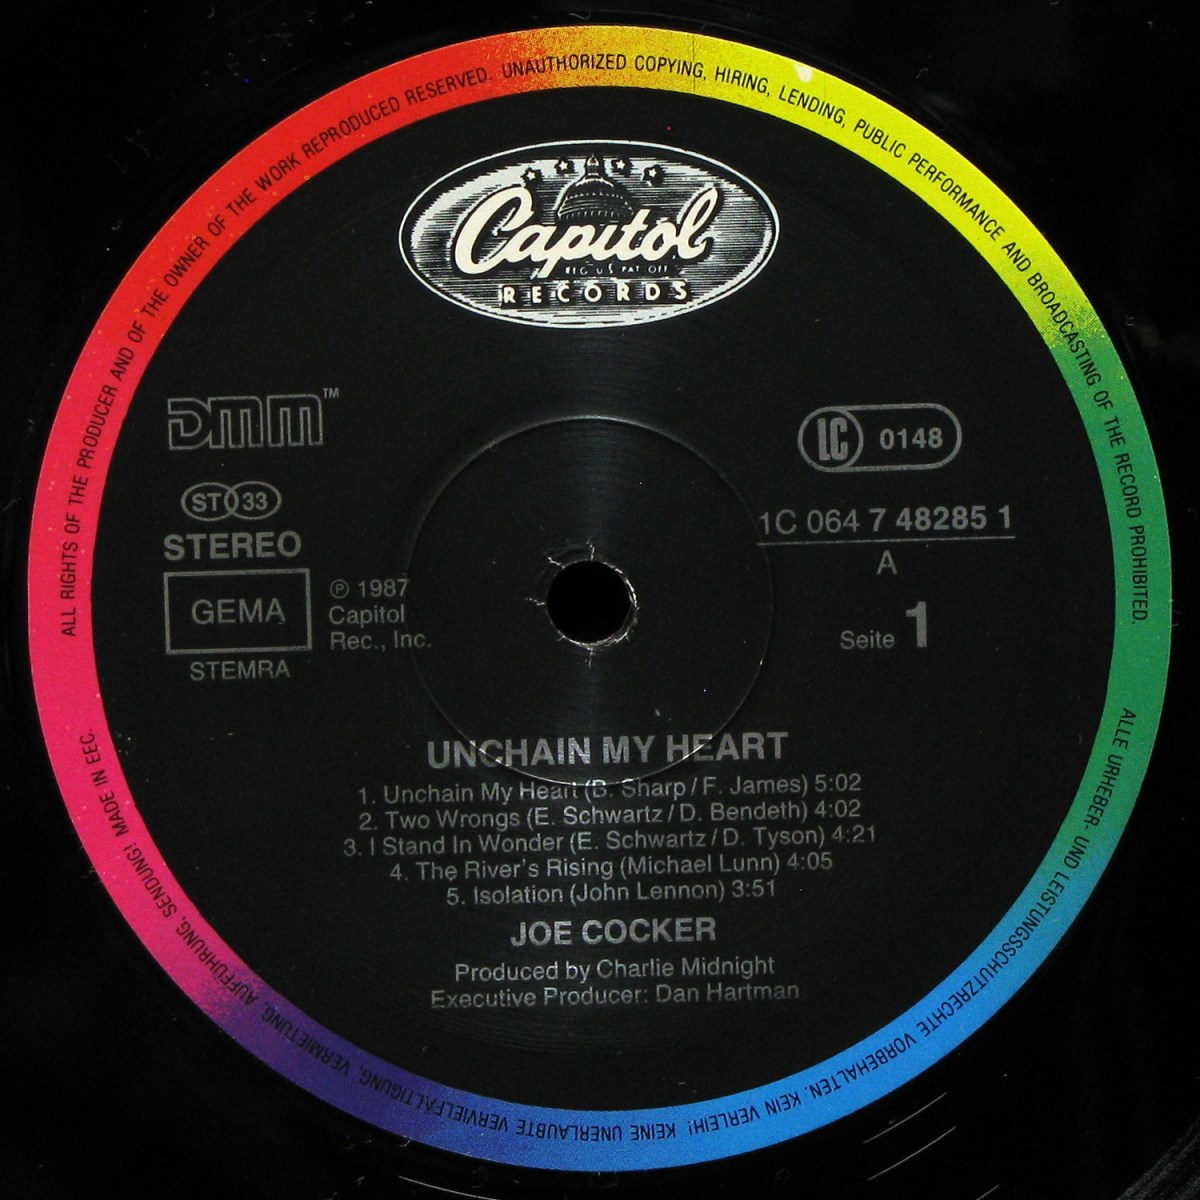 ALL RIGHTS OF THE PRODUCER AND OF THE OWNER OF THE WORK REPRODUCED RESERVED. UNAUTHORIZED COPYING, HIRING, LENDING, PUBLIC PERFORMANCE AND BROADCASTING OF THE RECORD PROHIBITED.
Capitol
REG. U.S. PAT. OFF.
RECORDS
DMM™
LC 0148
ST 33
STEREO
GEMA
STEMRA
℗ 1987
Capitol
Rec., Inc.
1C 064 7 48285 1
A
Seite 1
UNCHAIN MY HEART
1. Unchain My Heart (B. Sharp / F. James) 5:02
2. Two Wrongs (E. Schwartz / D. Bendeth) 4:02
3. I Stand In Wonder (E. Schwartz / D. Tyson) 4:21
4. The River's Rising (Michael Lunn) 4:05
5. Isolation (John Lennon) 3:51
JOE COCKER
Produced by Charlie Midnight
Executive Producer: Dan Hartman
ALLE URHEBER- UND LEISTUNGSSCHUTZRECHTE VORBEHALTEN. KEIN VERLEIH! KEINE UNERLAUBTE VERVIELFÄLTIGUNG, VERMIETUNG, AUFFÜHRUNG, SENDUNG! MADE IN EEC.